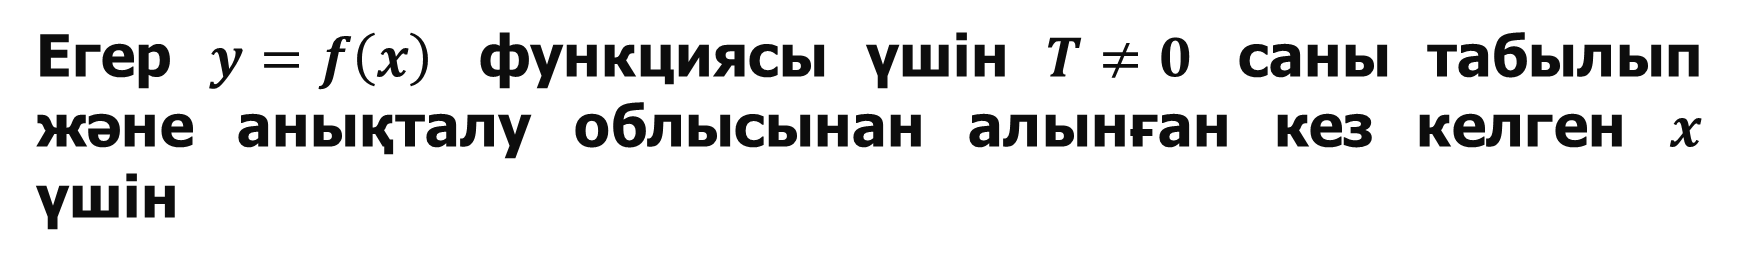 Егер y = f(x) функциясы үшін T ≠ 0 саны табылып
және анықталу облысынан алынған кез келген x
үшін